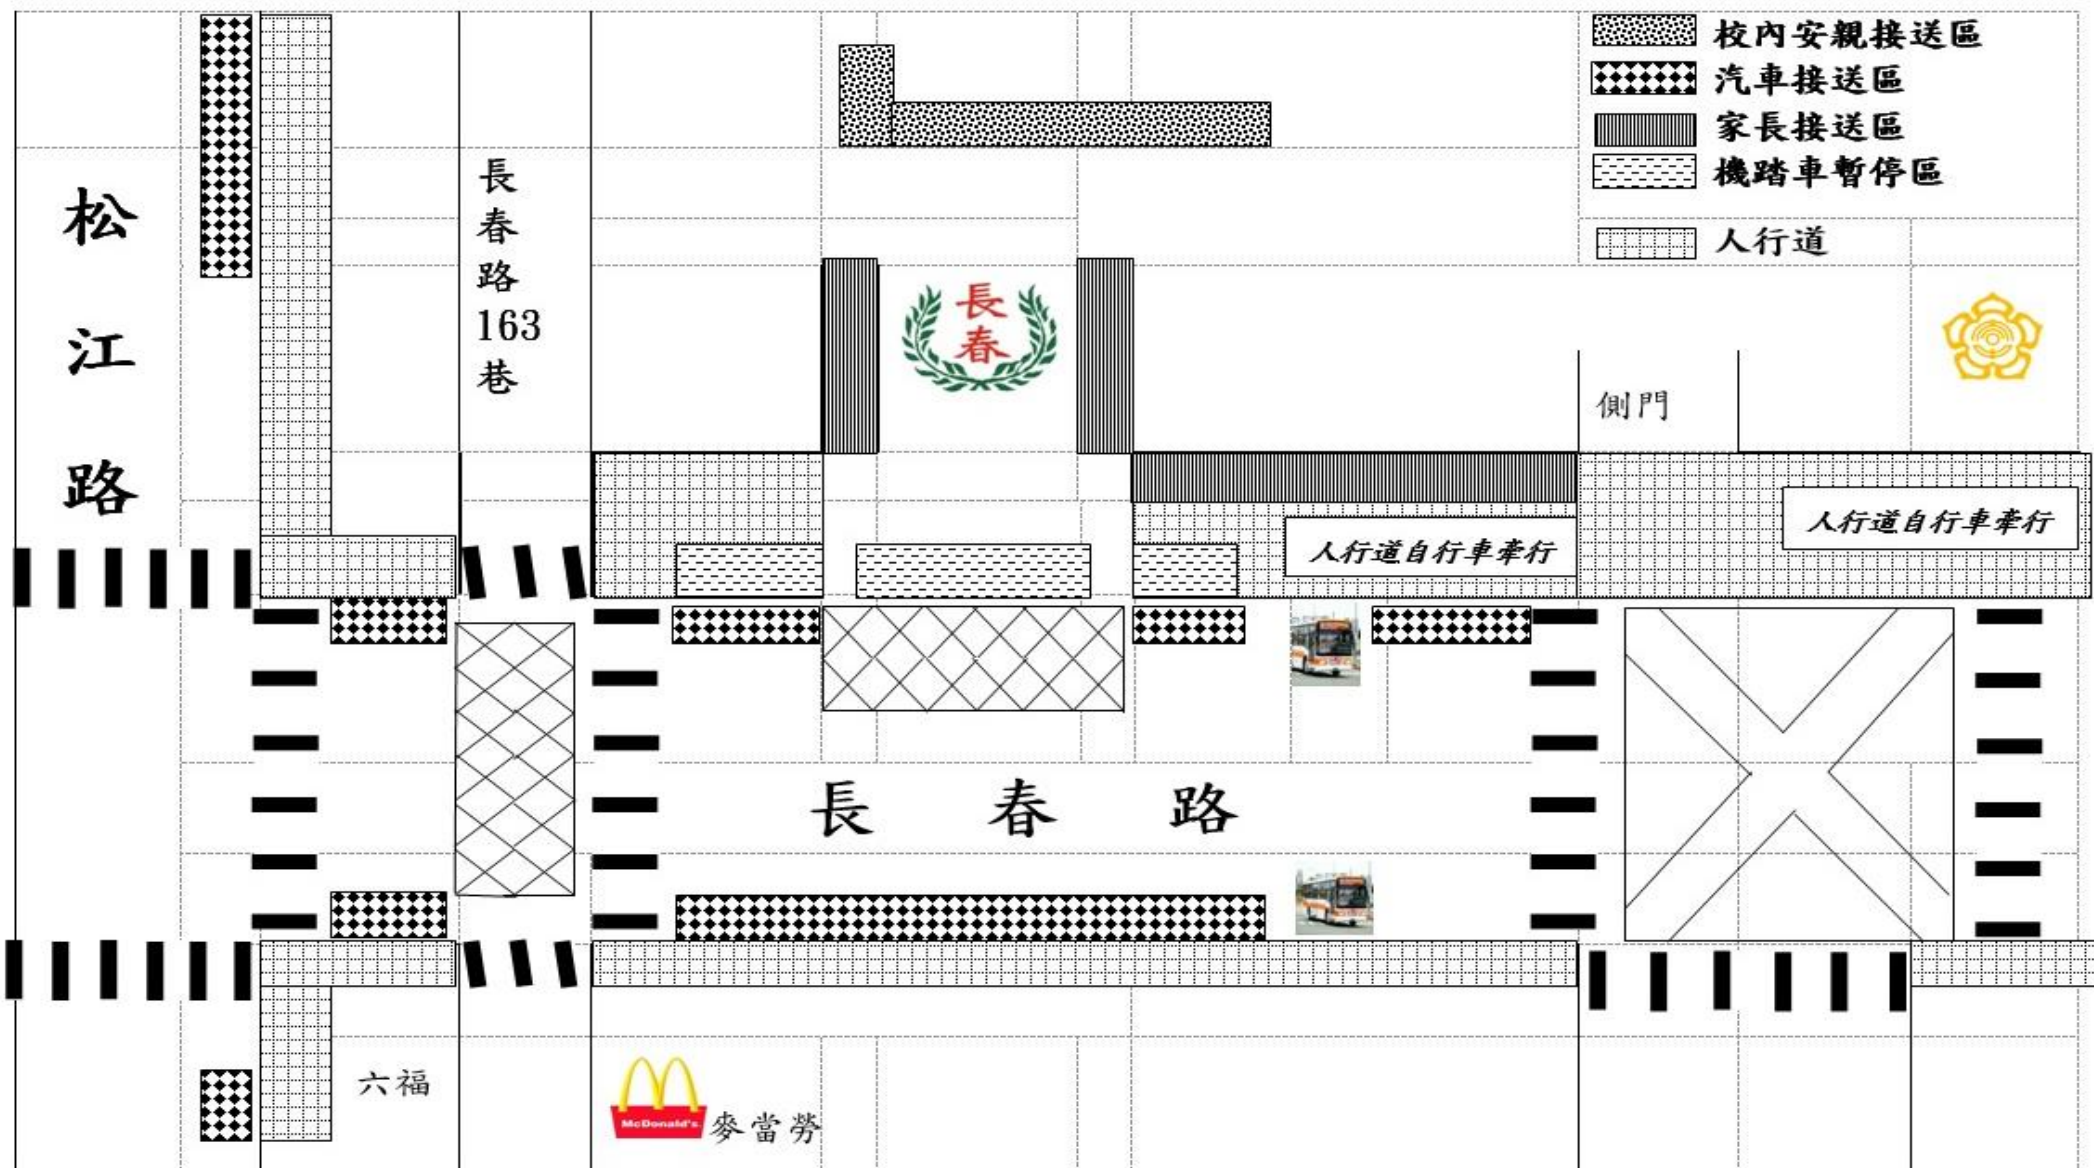 校內安親接送區
汽車接送區
家長接送區
機踏車暫停區
人行道
松江路
長春路163巷
長春
側門
人行道自行車牽行
人行道自行車牽行
長春路
六福
McDonald's
麥當勞